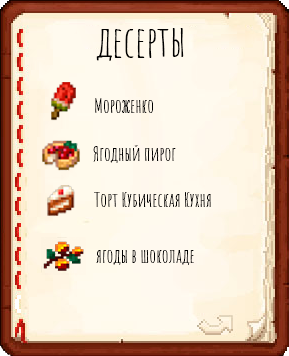 ДЕСЕРТЫ
Мороженко
Ягодный пирог
Торт Кубическая Кухня
ягоды в шоколаде